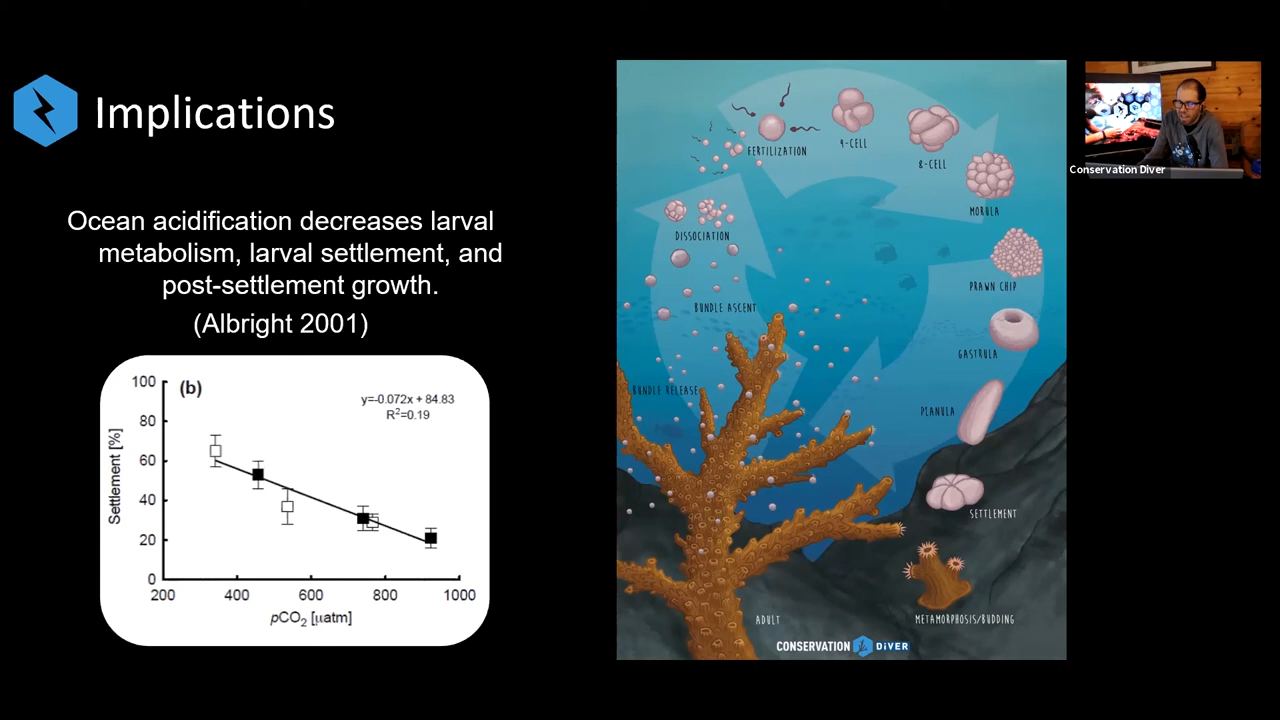 Implications
Ocean acidification decreases larval
metabolism, larval settlement, and
post-settlement growth.
(Albright 2001)
(b)
y=-0.072x + 84.83
R²=0.19
Settlement [%]
100
80
60
40
20
0
200 400 600 800 1000
pCO₂ [µatm]
FERTILIZATION
4-CELL
8-CELL
MORULA
PRAWN CHIP
GASTRULA
PLANULA
SETTLEMENT
METAMORPHOSIS/BUDDING
ADULT
BUNDLE RELEASE
BUNDLE ASCENT
DISSOCIATION
CONSERVATION DIVER
Conservation Diver